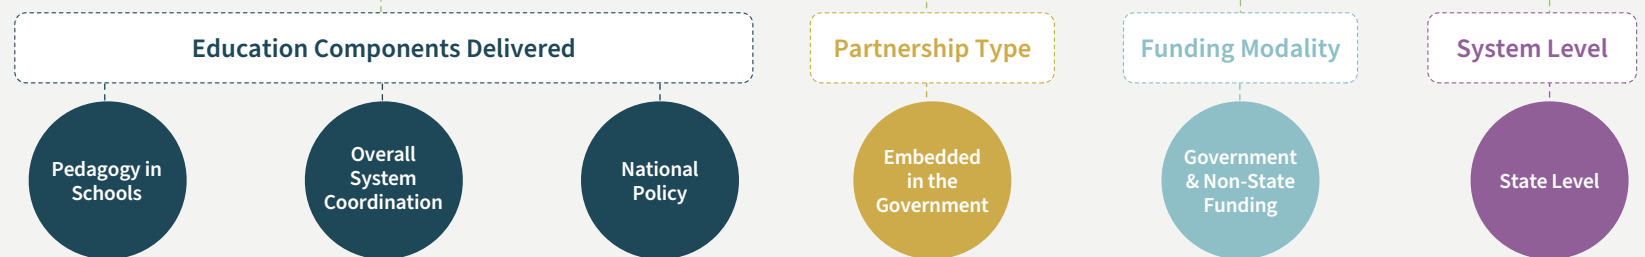 Education Components Delivered
Partnership Type
Funding Modality
System Level
Pedagogy in
Schools
Overall
System
Coordination
National
Policy
Embedded
in the
Government
Government
& Non-State
Funding
State Level